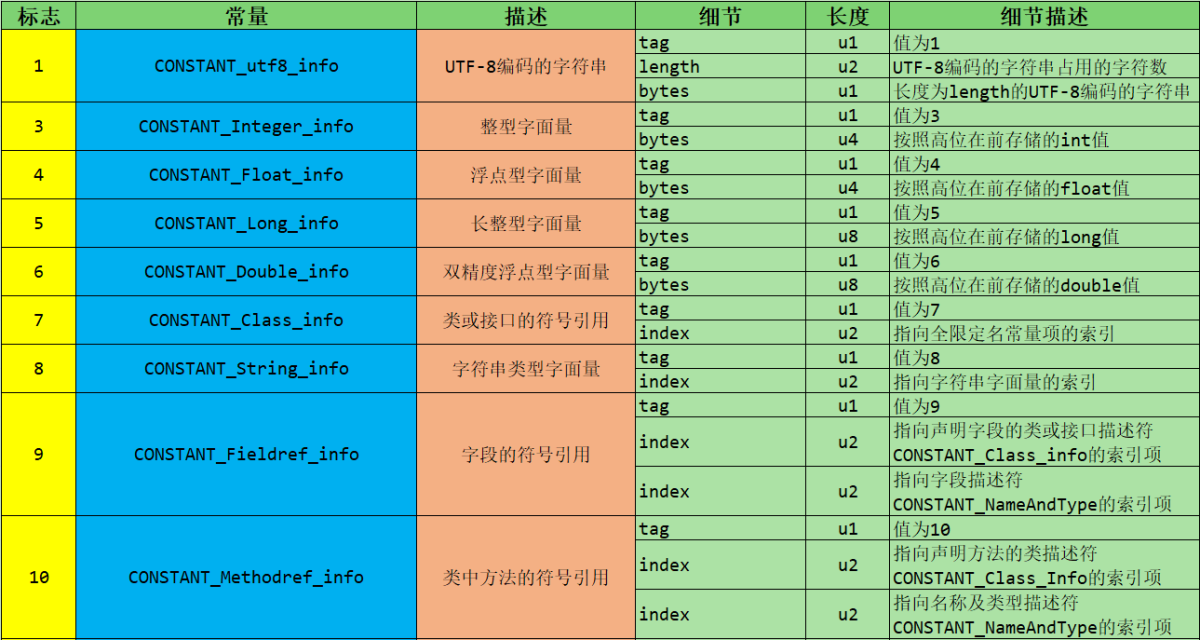 标志 常量 描述 细节 长度 细节描述
1 CONSTANT_utf8_info UTF-8编码的字符串
tag u1 值为1
length u2 UTF-8编码的字符串占用的字符数
bytes u1 长度为length的UTF-8编码的字符串
3 CONSTANT_Integer_info 整型字面量
tag u1 值为3
bytes u4 按照高位在前存储的int值
4 CONSTANT_Float_info 浮点型字面量
tag u1 值为4
bytes u4 按照高位在前存储的float值
5 CONSTANT_Long_info 长整型字面量
tag u1 值为5
bytes u8 按照高位在前存储的long值
6 CONSTANT_Double_info 双精度浮点型字面量
tag u1 值为6
bytes u8 按照高位在前存储的double值
7 CONSTANT_Class_info 类或接口的符号引用
tag u1 值为7
index u2 指向全限定名常量项的索引
8 CONSTANT_String_info 字符串类型字面量
tag u1 值为8
index u2 指向字符串字面量的索引
9 CONSTANT_Fieldref_info 字段的符号引用
tag u1 值为9
index u2 指向声明字段的类或接口描述符
CONSTANT_Class_info的索引项
index u2 指向字段描述符
CONSTANT_NameAndType的索引项
10 CONSTANT_Methodref_info 类中方法的符号引用
tag u1 值为10
index u2 指向声明方法的类描述符
CONSTANT_Class_Info的索引项
index u2 指向名称及类型描述符
CONSTANT_NameAndType的索引项